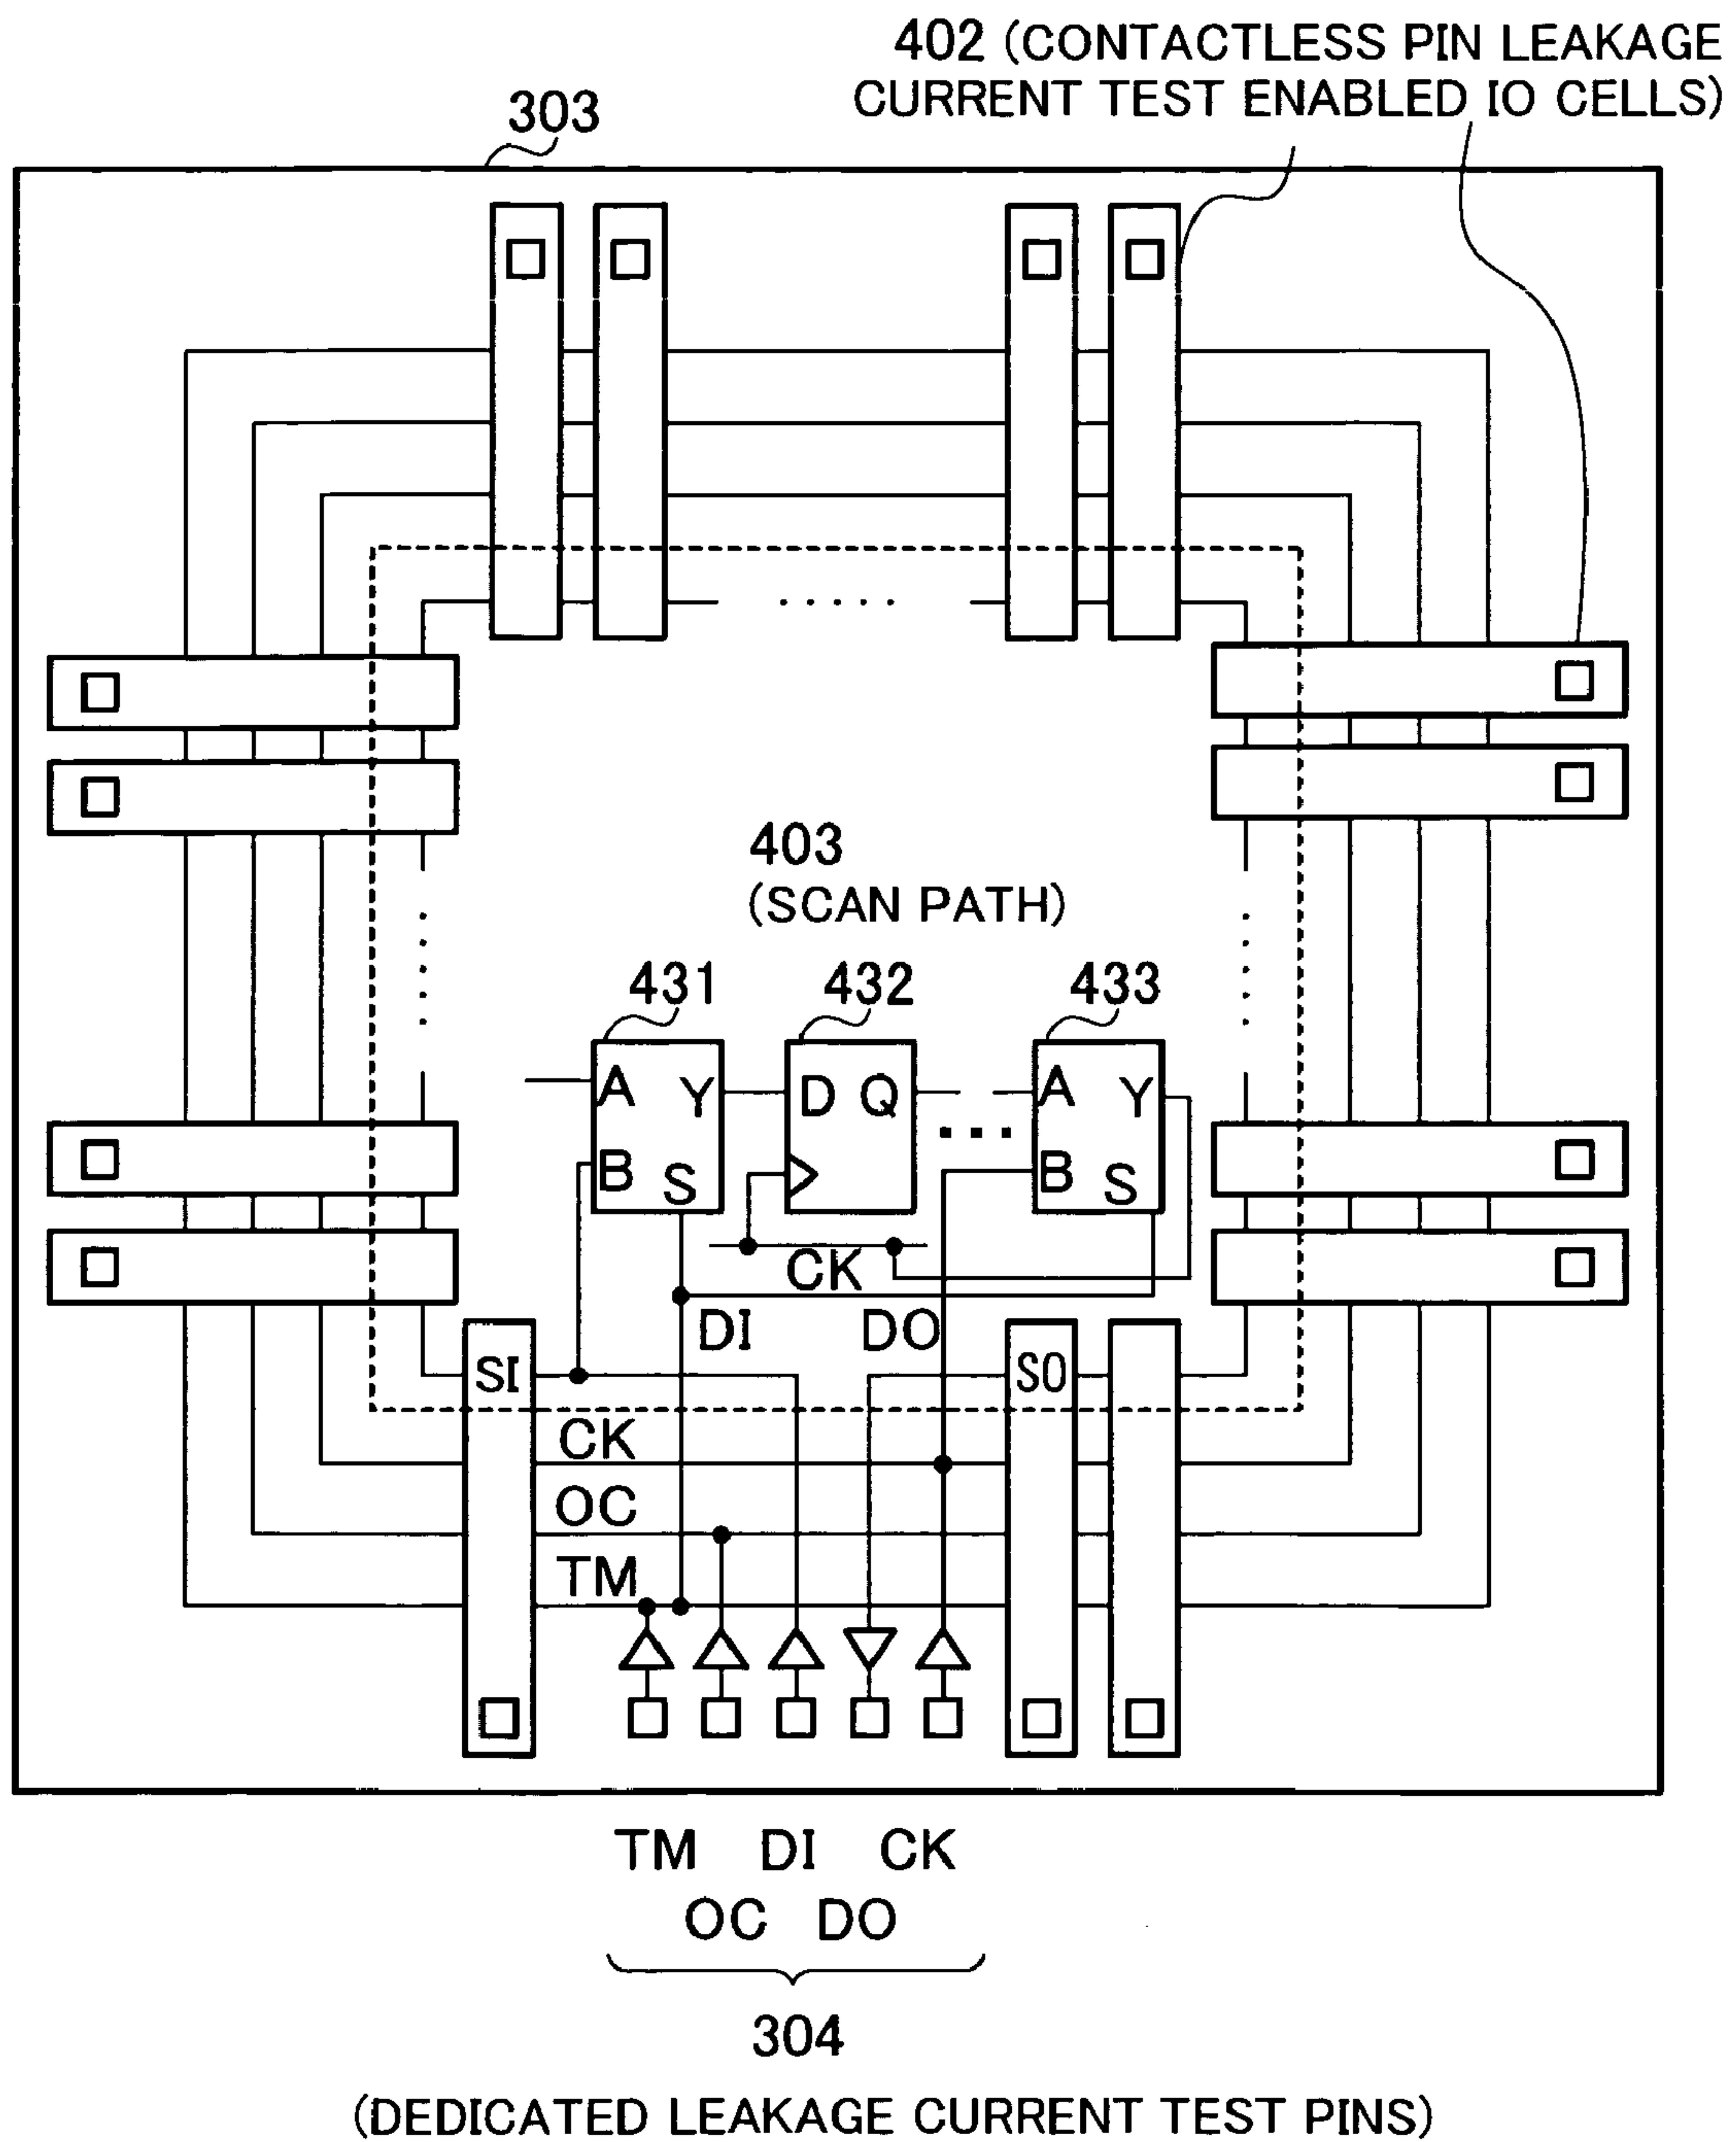 402 (CONTACTLESS PIN LEAKAGE
CURRENT TEST ENABLED IO CELLS)
303
403
(SCAN PATH)
431 432 433
A Y D Q A Y
B S B S
CK
DI DO
SI SO
CK
OC
TM
TM DI CK
OC DO
304
(DEDICATED LEAKAGE CURRENT TEST PINS)